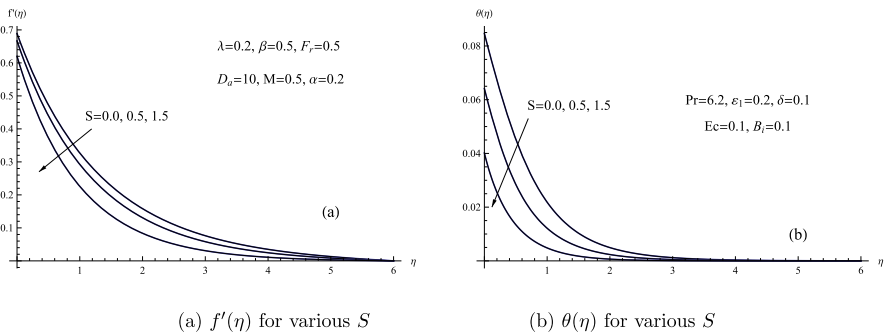 f'(η)
0.7
0.6
0.5
0.4
0.3
0.2
0.1
λ=0.2, β=0.5, F_r=0.5
D_a=10, M=0.5, α=0.2
S=0.0, 0.5, 1.5
(a)
1 2 3 4 5 6 η
θ(η)
0.08
0.06
0.04
0.02
Pr=6.2, ε_1=0.2, δ=0.1
Ec=0.1, B_i=0.1
S=0.0, 0.5, 1.5
(b)
1 2 3 4 5 6 η
(a) f′(η) for various S
(b) θ(η) for various S